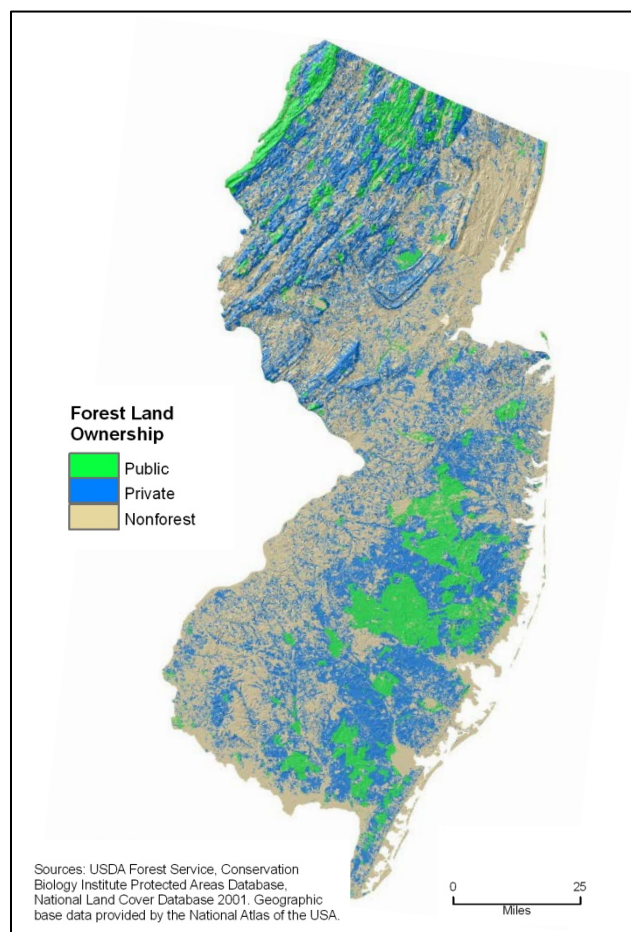 Forest Land
Ownership
Public
Private
Nonforest
Sources: USDA Forest Service, Conservation
Biology Institute Protected Areas Database,
National Land Cover Database 2001. Geographic
base data provided by the National Atlas of the USA.
0 25
Miles